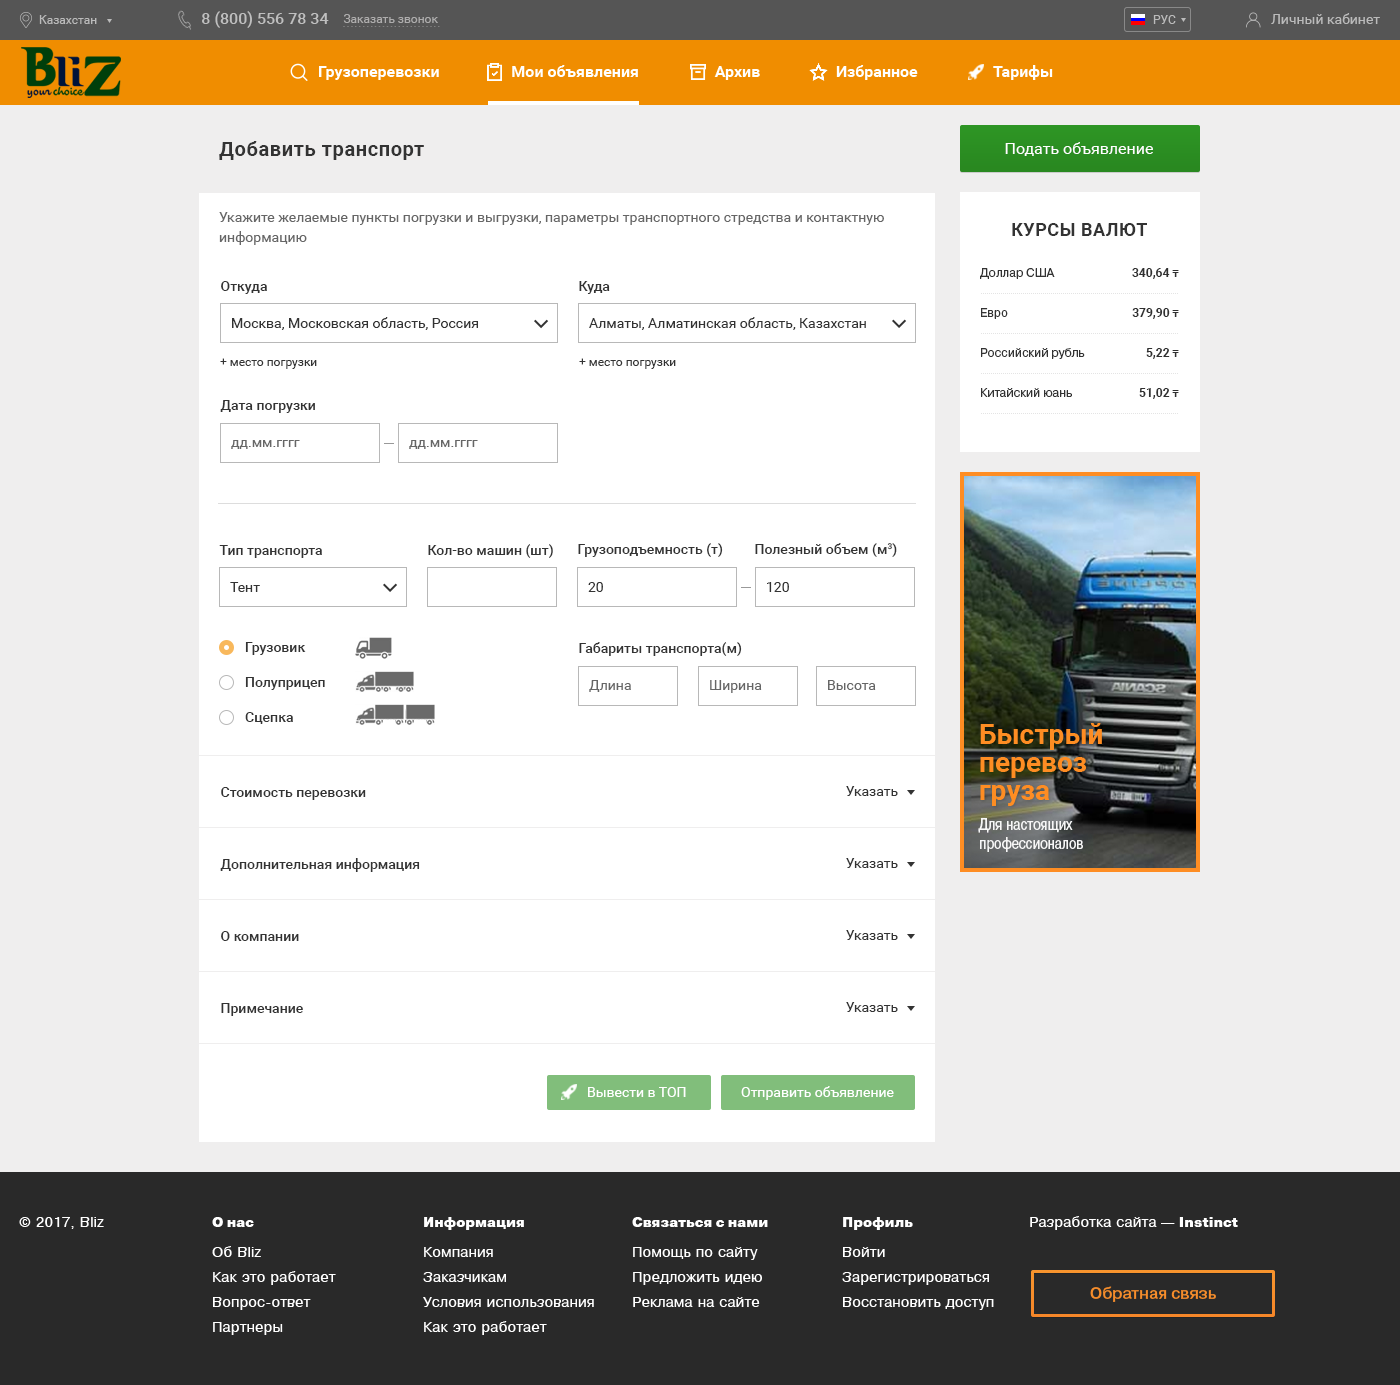 Казахстан
8 (800) 556 78 34
Заказать звонок
РУС
Личный кабинет
Bliz
your choice
Грузоперевозки
Мои объявления
Архив
Избранное
Тарифы
Добавить транспорт
Подать объявление
Укажите желаемые пункты погрузки и выгрузки, параметры транспортного стредства и контактную
информацию
Откуда
Куда
Москва, Московская область, Россия
Алматы, Алматинская область, Казахстан
+ место погрузки
+ место погрузки
Дата погрузки
дд.мм.гггг
—
дд.мм.гггг
Тип транспорта
Кол-во машин (шт)
Грузоподъемность (т)
Полезный объем (м³)
Тент
20
—
120
Грузовик
Полуприцеп
Сцепка
Габариты транспорта(м)
Длина
Ширина
Высота
Стоимость перевозки
Указать
Дополнительная информация
Указать
О компании
Указать
Примечание
Указать
Вывести в ТОП
Отправить объявление
КУРСЫ ВАЛЮТ
Доллар США
340,64 ₸
Евро
379,90 ₸
Российский рубль
5,22 ₸
Китайский юань
51,02 ₸
SCANIA
Быстрый
перевоз
груза
Для настоящих
профессионалов
© 2017, Bliz
О нас
Об Bliz
Как это работает
Вопрос-ответ
Партнеры
Информация
Компания
Заказчикам
Условия использования
Как это работает
Связаться с нами
Помощь по сайту
Предложить идею
Реклама на сайте
Профиль
Войти
Зарегистрироваться
Восстановить доступ
Разработка сайта — Instinct
Обратная связь